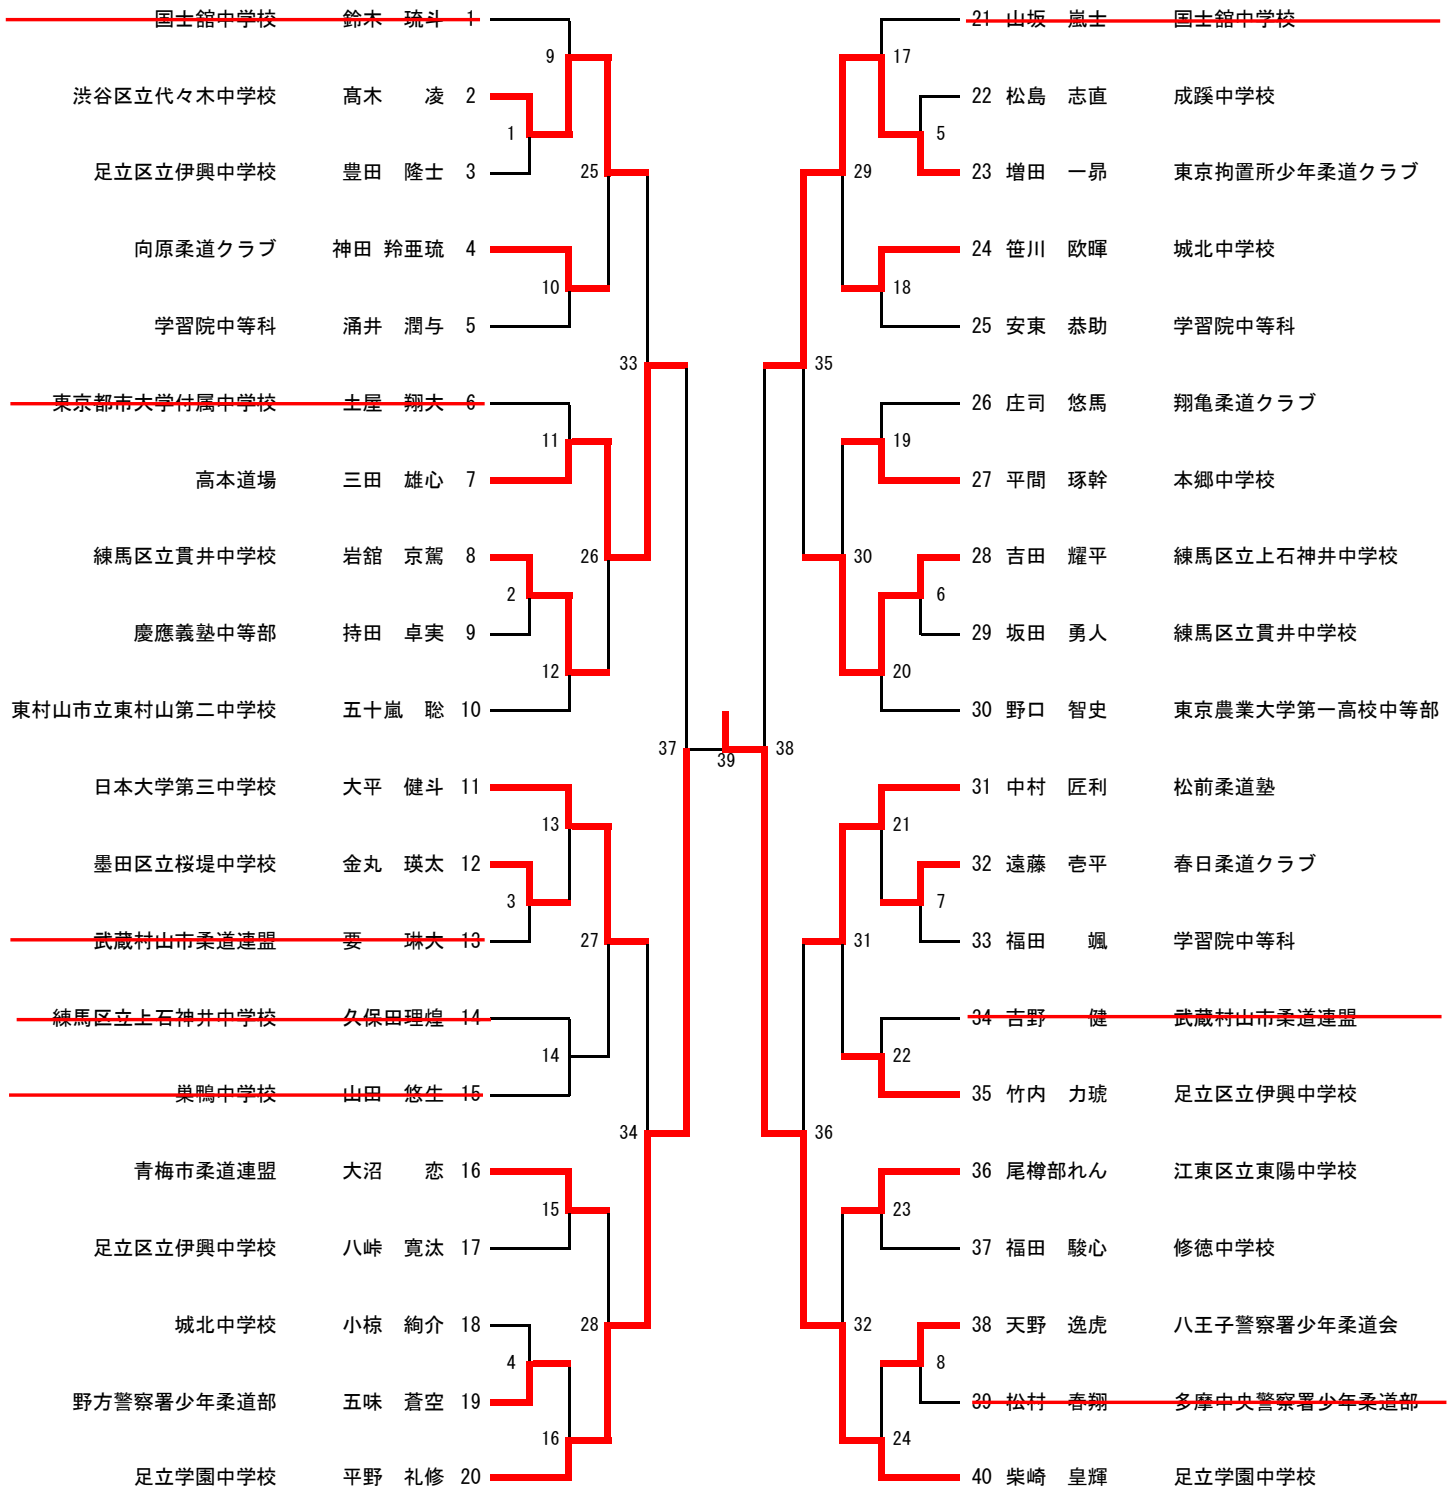 国士舘中学校 鈴木 琉斗 1
渋谷区立代々木中学校 髙木 凌 2
足立区立伊興中学校 豊田 隆士 3
向原柔道クラブ 神田 羚亜琉 4
学習院中等科 涌井 潤与 5
東京都市大学付属中学校 土屋 翔大 6
高本道場 三田 雄心 7
練馬区立貫井中学校 岩舘 京駕 8
慶應義塾中等部 持田 卓実 9
東村山市立東村山第二中学校 五十嵐 聡 10
日本大学第三中学校 大平 健斗 11
墨田区立桜堤中学校 金丸 瑛太 12
武蔵村山市柔道連盟 要 琳大 13
練馬区立上石神井中学校 久保田理煌 14
巣鴨中学校 山田 悠生 15
青梅市柔道連盟 大沼 恋 16
足立区立伊興中学校 八峠 寛汰 17
城北中学校 小椋 絢介 18
野方警察署少年柔道部 五味 蒼空 19
足立学園中学校 平野 礼修 20
1
2
3
4
9
10
11
12
13
14
15
16
25
26
27
28
33
34
37
39
38
35
36
29
30
31
32
17
18
19
20
21
22
23
24
5
6
7
8
21 山坂 嵐士 国士舘中学校
22 松島 志直 成蹊中学校
23 増田 一昴 東京拘置所少年柔道クラブ
24 笹川 欧暉 城北中学校
25 安東 恭助 学習院中等科
26 庄司 悠馬 翔亀柔道クラブ
27 平間 琢幹 本郷中学校
28 吉田 耀平 練馬区立上石神井中学校
29 坂田 勇人 練馬区立貫井中学校
30 野口 智史 東京農業大学第一高校中等部
31 中村 匠利 松前柔道塾
32 遠藤 壱平 春日柔道クラブ
33 福田 颯 学習院中等科
34 吉野 健 武蔵村山市柔道連盟
35 竹内 力琥 足立区立伊興中学校
36 尾樽部れん 江東区立東陽中学校
37 福田 駿心 修徳中学校
38 天野 逸虎 八王子警察署少年柔道会
39 松村 春翔 多摩中央警察署少年柔道部
40 柴崎 皇輝 足立学園中学校